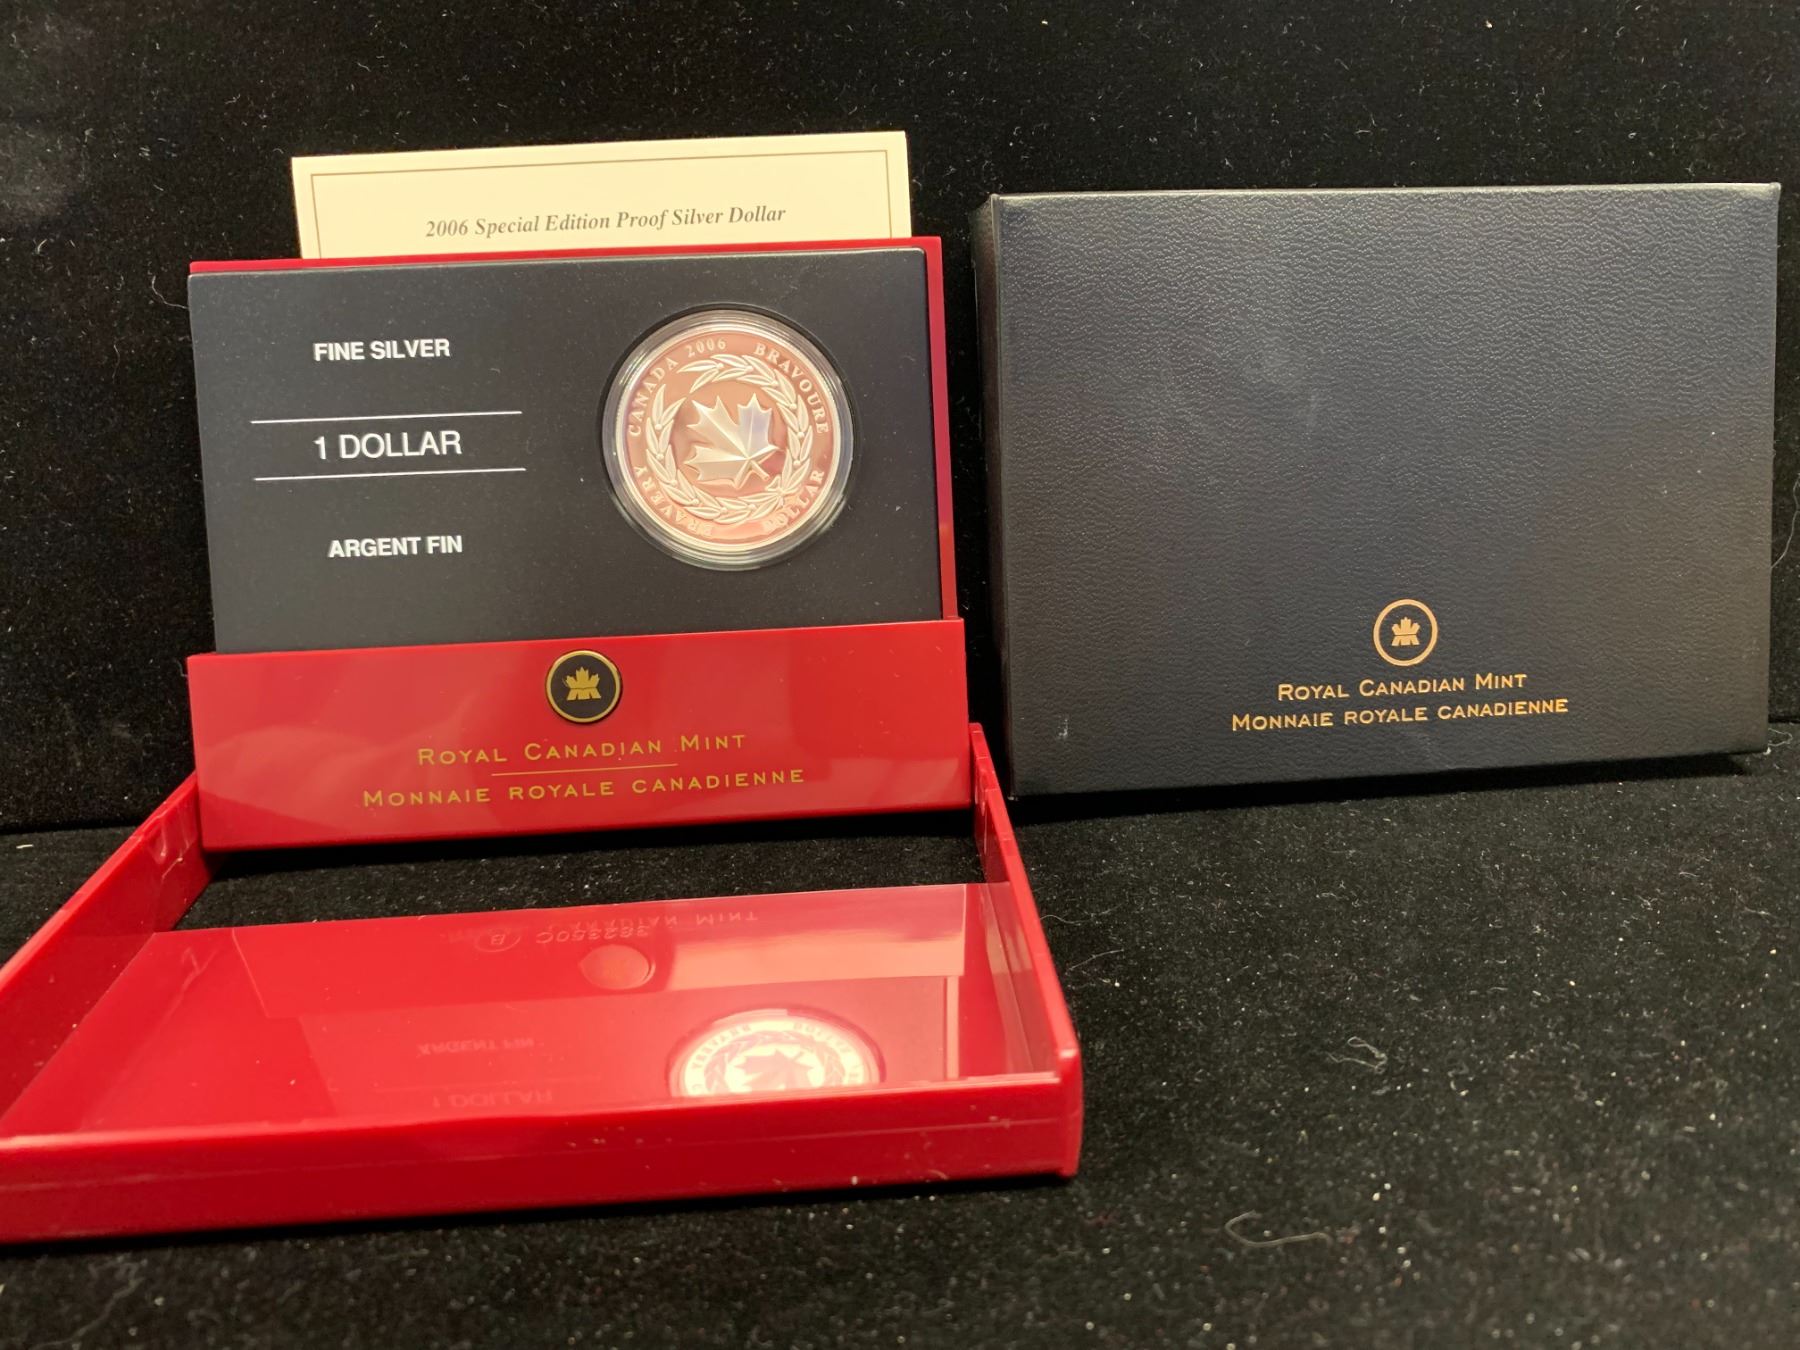 2006 Special Edition Proof Silver Dollar
FINE SILVER
1 DOLLAR
ARGENT FIN
CANADA 2006 BRAVOURE
BRAVERY DOLLAR
ROYAL CANADIAN MINT
MONNAIE ROYALE CANADIENNE
ROYAL CANADIAN MINT
MONNAIE ROYALE CANADIENNE